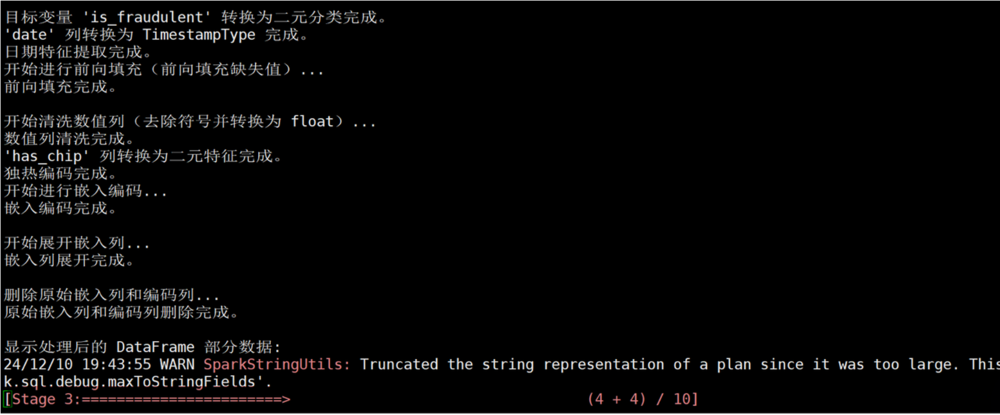 目标变量 'is_fraudulent' 转换为二元分类完成。
'date' 列转换为 TimestampType 完成。
日期特征提取完成。
开始进行前向填充（前向填充缺失值）...
前向填充完成。
开始清洗数值列（去除符号并转换为 float）...
数值列清洗完成。
'has_chip' 列转换为二元特征完成。
独热编码完成。
开始进行嵌入编码...
嵌入编码完成。
开始展开嵌入列...
嵌入列展开完成。
删除原始嵌入列和编码列...
原始嵌入列和编码列删除完成。
显示处理后的 DataFrame 部分数据:
24/12/10 19:43:55 WARN SparkStringUtils: Truncated the string representation of a plan since it was too large. This
k.sql.debug.maxToStringFields'.
[Stage 3:=======================>                                  (4 + 4) / 10]